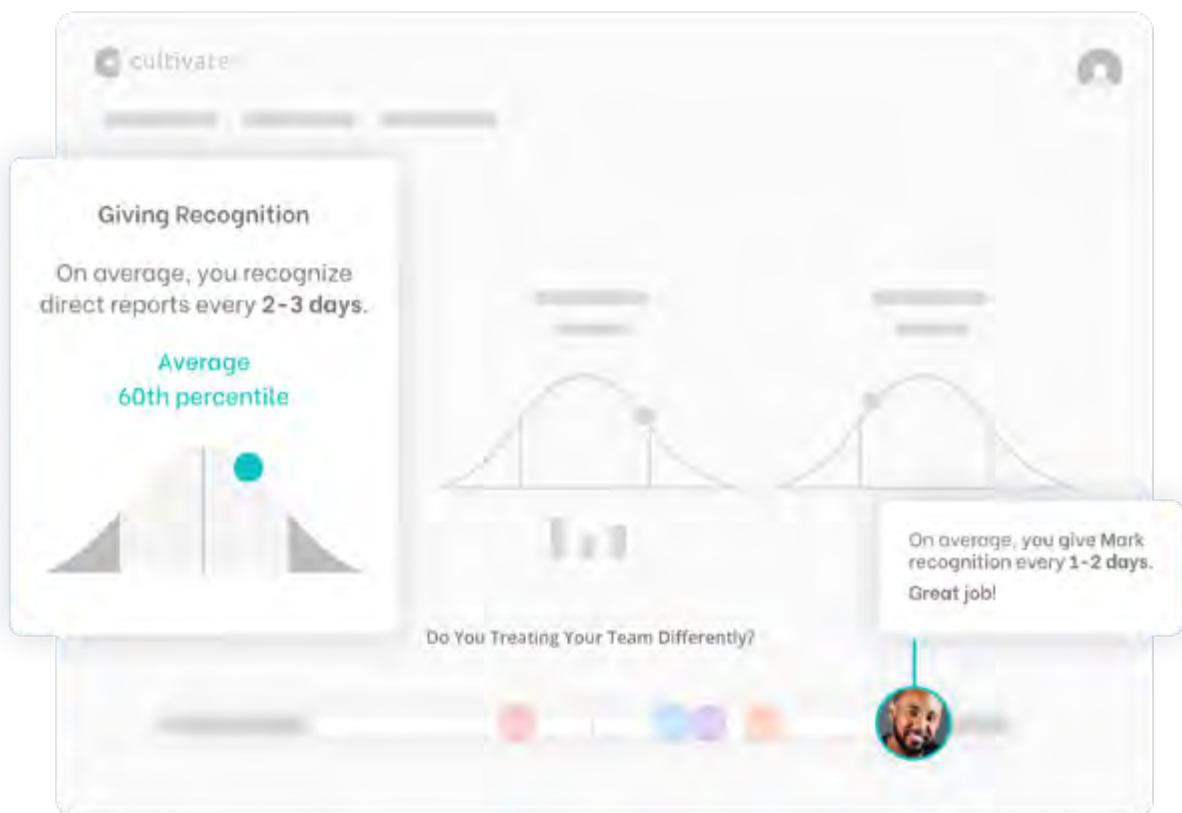 cultivate
Giving Recognition
On average, you recognize
direct reports every 2-3 days.
Average
60th percentile
On average, you give Mark
recognition every 1-2 days.
Great job!
Do You Treating Your Team Differently?